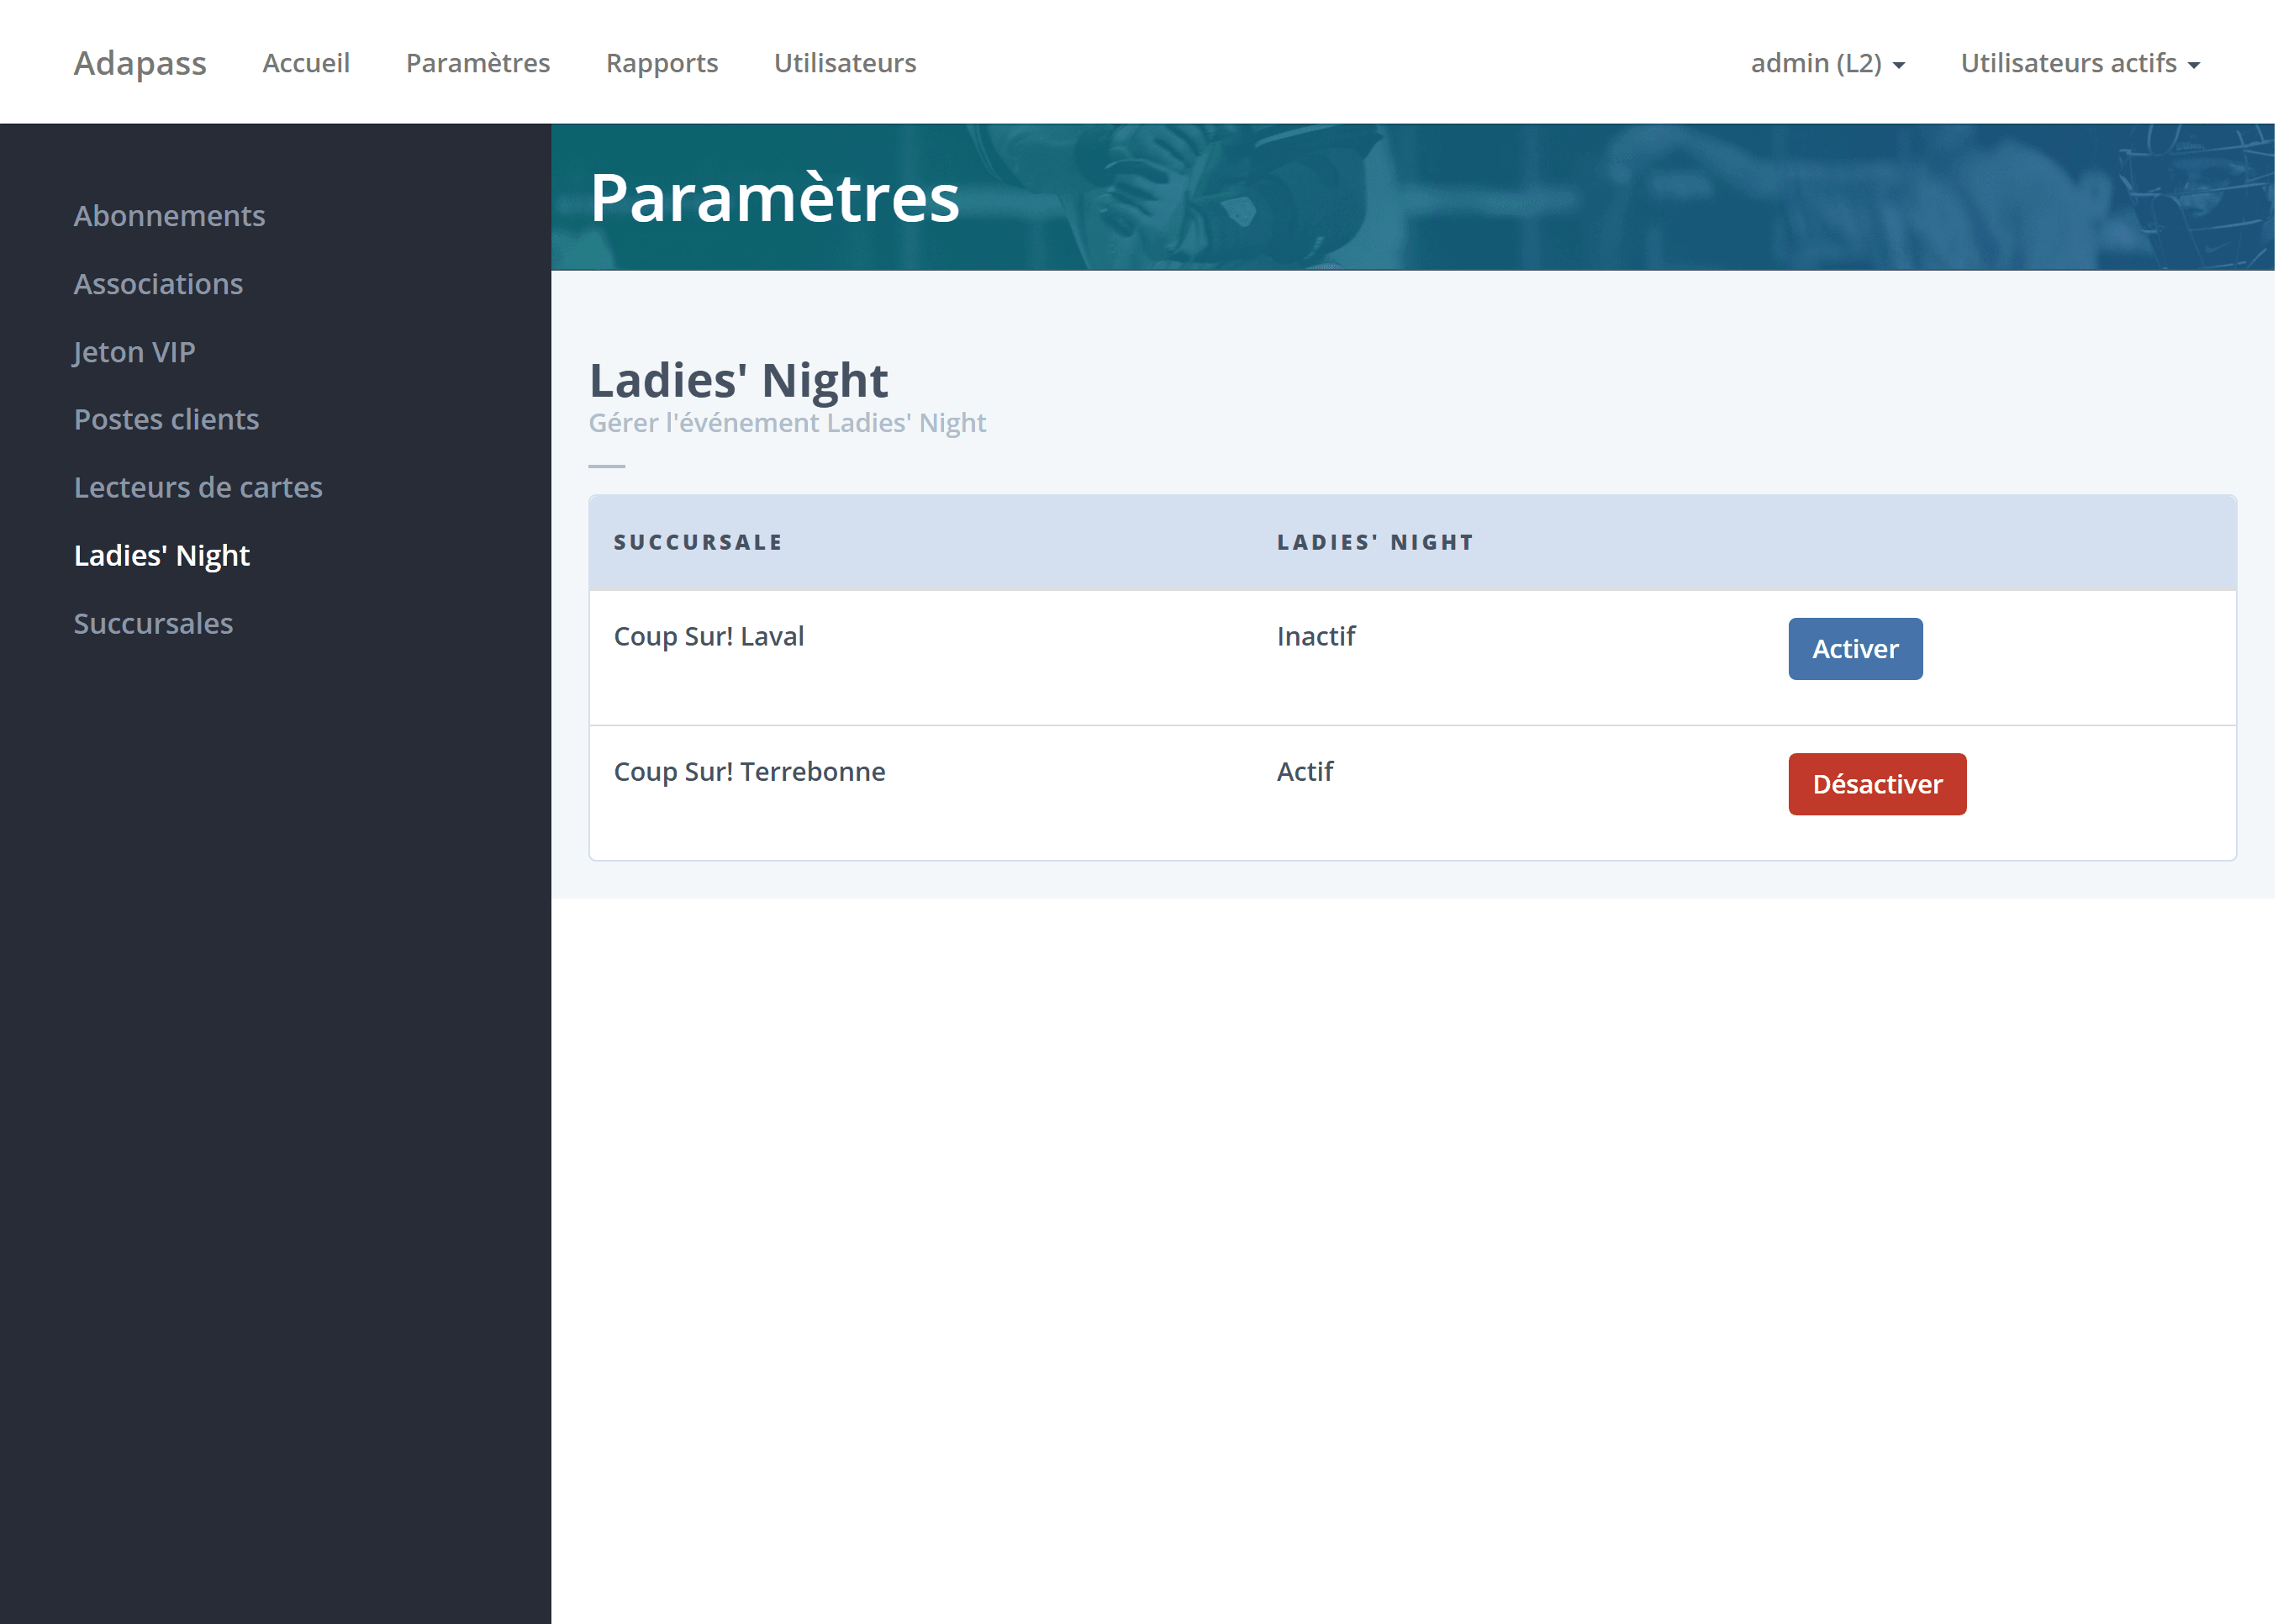 Adapass Accueil Paramètres Rapports Utilisateurs admin (L2) Utilisateurs actifs
Abonnements
Associations
Jeton VIP
Postes clients
Lecteurs de cartes
Ladies' Night
Succursales
Paramètres
Ladies' Night
Gérer l'événement Ladies' Night
SUCCURSALE LADIES' NIGHT
Coup Sur! Laval Inactif Activer
Coup Sur! Terrebonne Actif Désactiver